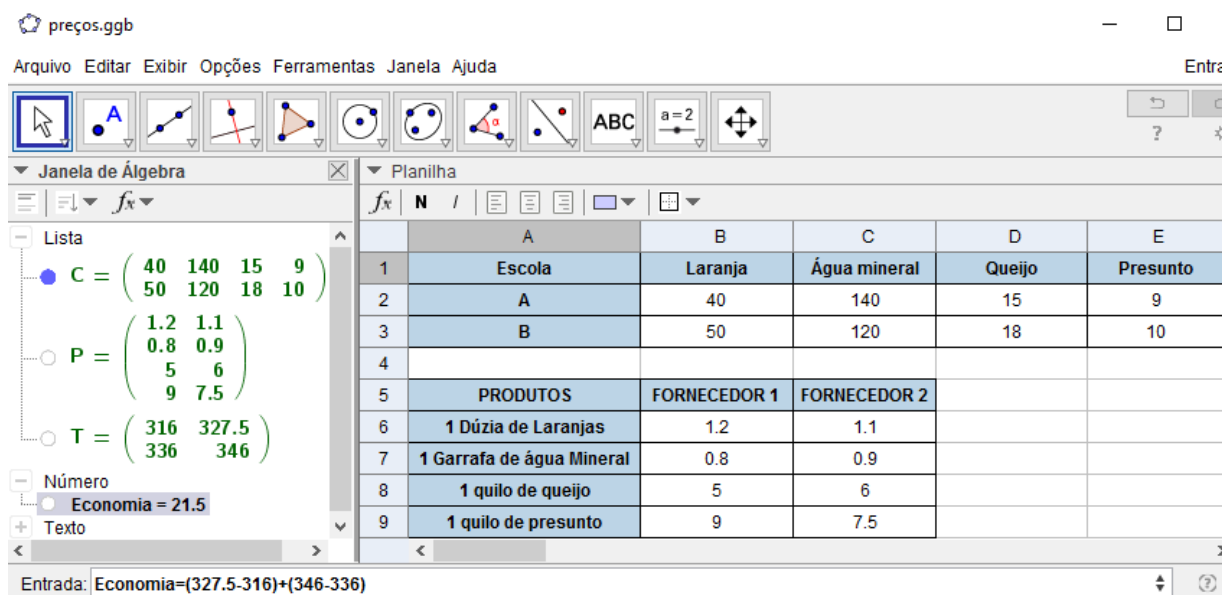 preços.ggb
Arquivo Editar Exibir Opções Ferramentas Janela Ajuda Entra
A α ABC a=2
Janela de Álgebra
Planilha
fx
fx N I
Lista
C = ( 40 140 15 9
50 120 18 10 )
P = ( 1.2 1.1
0.8 0.9
5 6
9 7.5 )
T = ( 316 327.5
336 346 )
Número
Economia = 21.5
Texto
A B C D E
1 Escola Laranja Água mineral Queijo Presunto
2 A 40 140 15 9
3 B 50 120 18 10
4
5 PRODUTOS FORNECEDOR 1 FORNECEDOR 2
6 1 Dúzia de Laranjas 1.2 1.1
7 1 Garrafa de água Mineral 0.8 0.9
8 1 quilo de queijo 5 6
9 1 quilo de presunto 9 7.5
Entrada: Economia=(327.5-316)+(346-336)